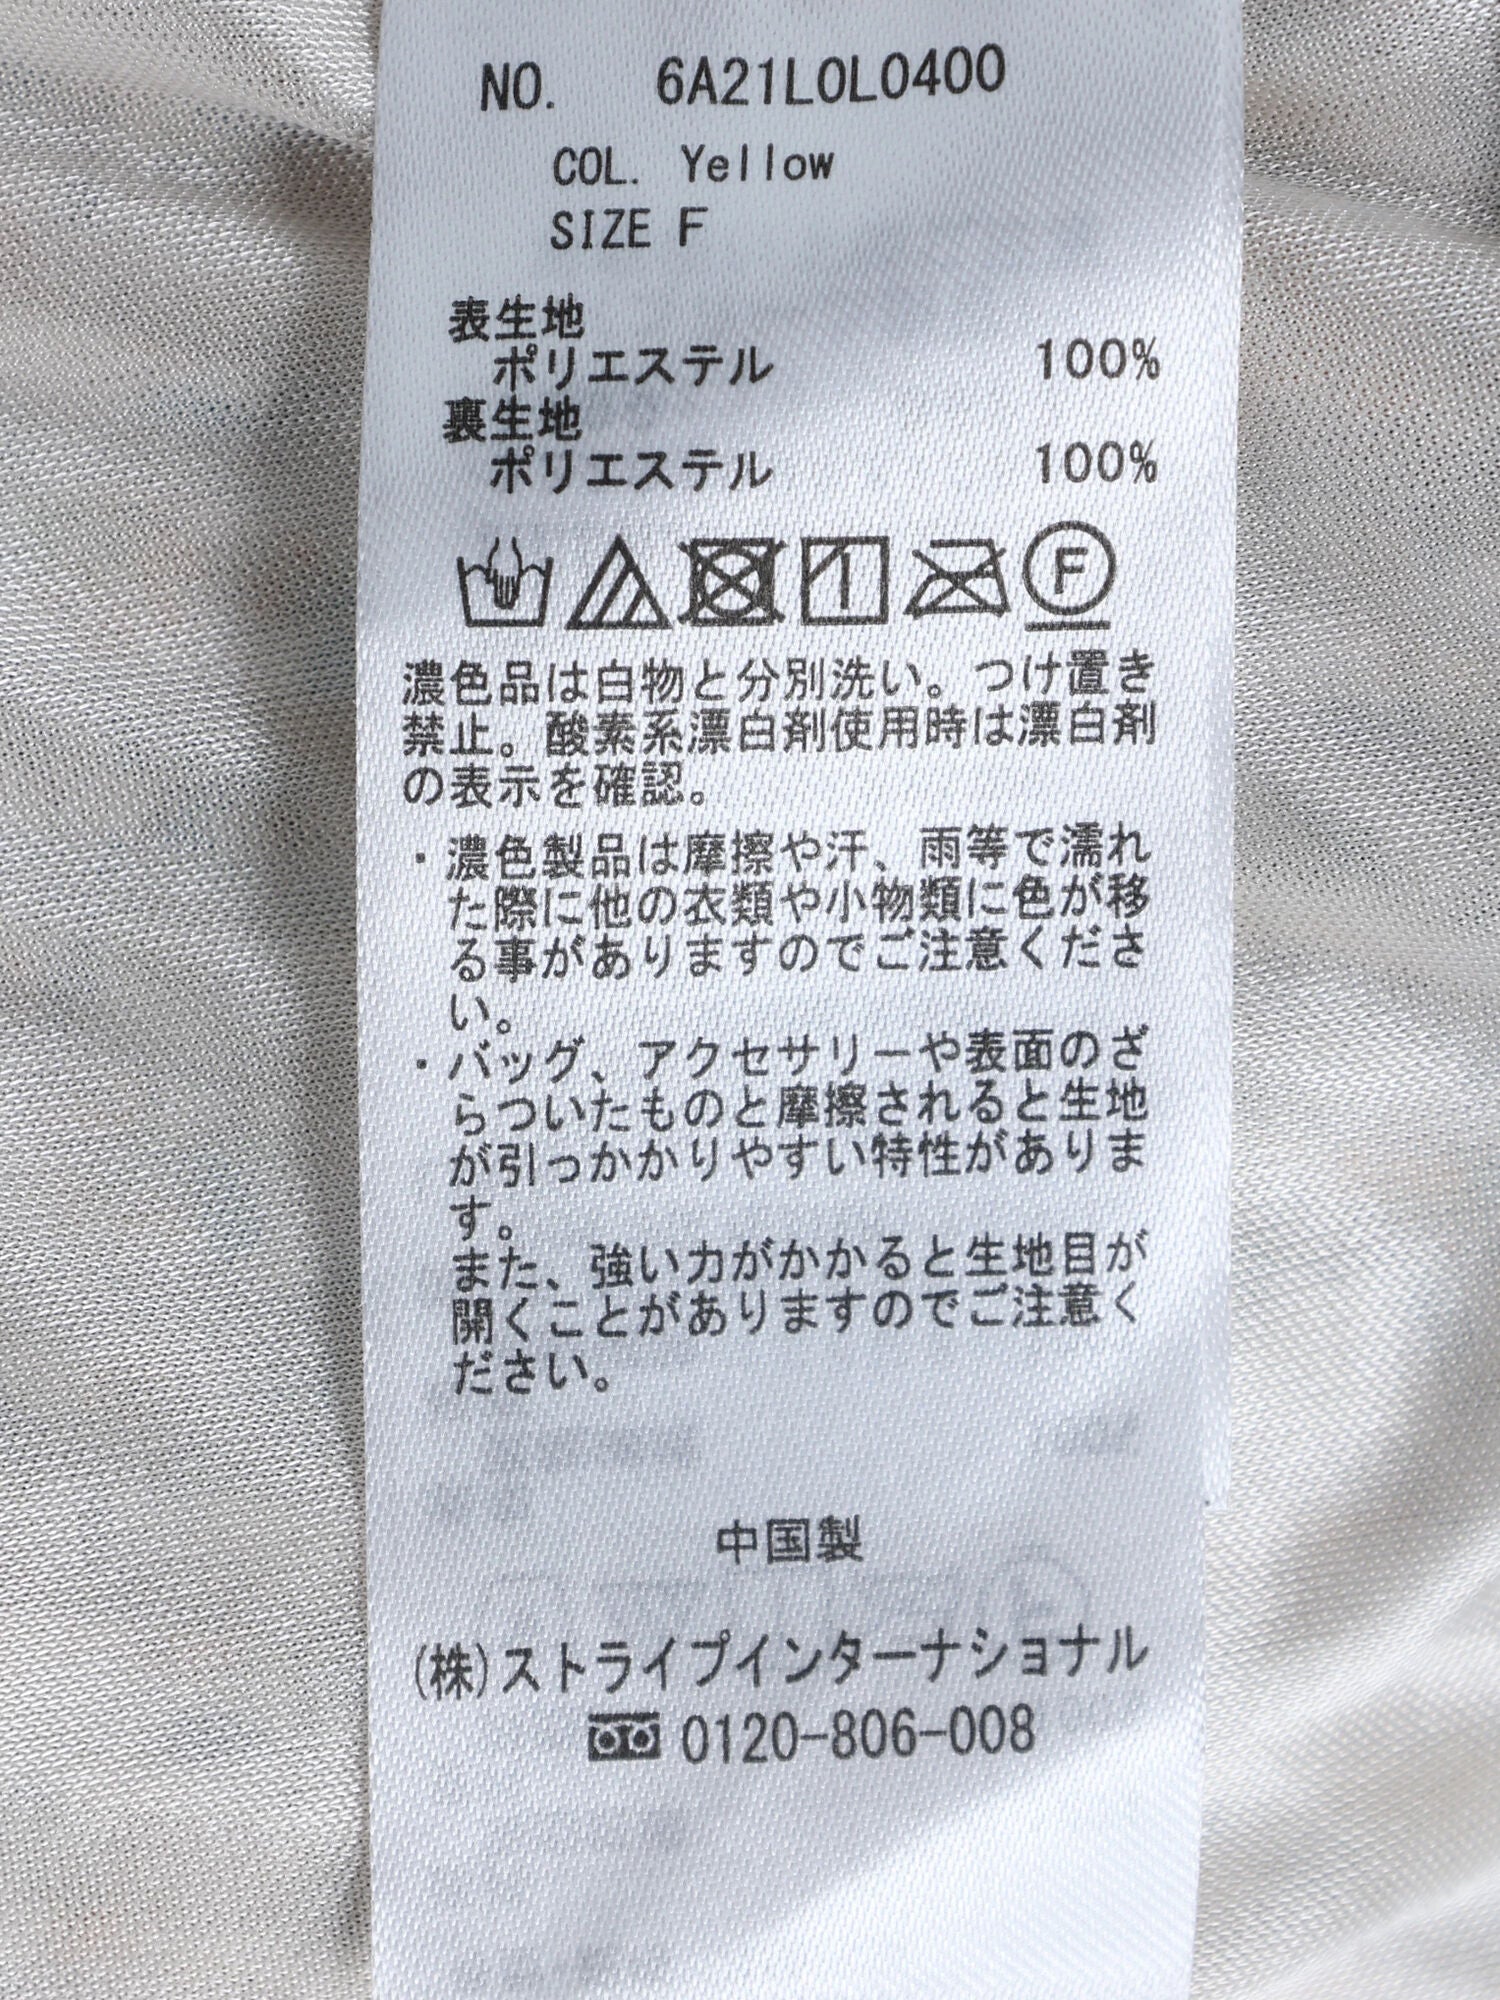 NO. 6A21L0L0400
COL. Yellow
SIZE F
表生地
ポリエステル 100%
裏生地
ポリエステル 100%
濃色品は白物と分別洗い。つけ置き
禁止。酸素系漂白剤使用時は漂白剤
の表示を確認。
・濃色製品は摩擦や汗、雨等で濡れ
た際に他の衣類や小物類に色が移
る事がありますのでご注意くださ
い。
・バッグ、アクセサリーや表面のざ
らついたものと摩擦されると生地
が引っかかりやすい特性がありま
す。
また、強い力がかかると生地目が
開くことがありますのでご注意く
ださい。
中国製
(株)ストライプインターナショナル
0120-806-008